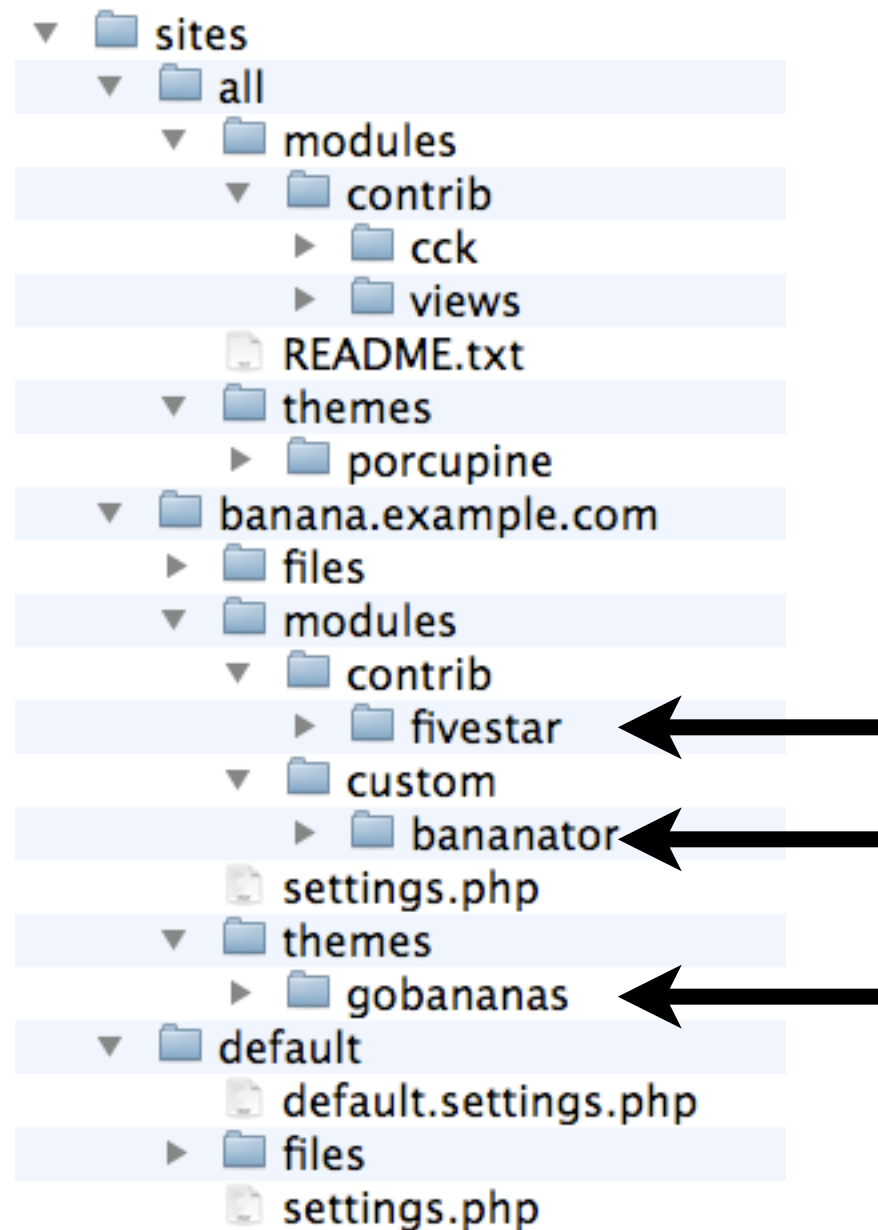 sites
all
modules
contrib
cck
views
README.txt
themes
porcupine
banana.example.com
files
modules
contrib
fivestar
custom
bananator
settings.php
themes
gobananas
default
default.settings.php
files
settings.php